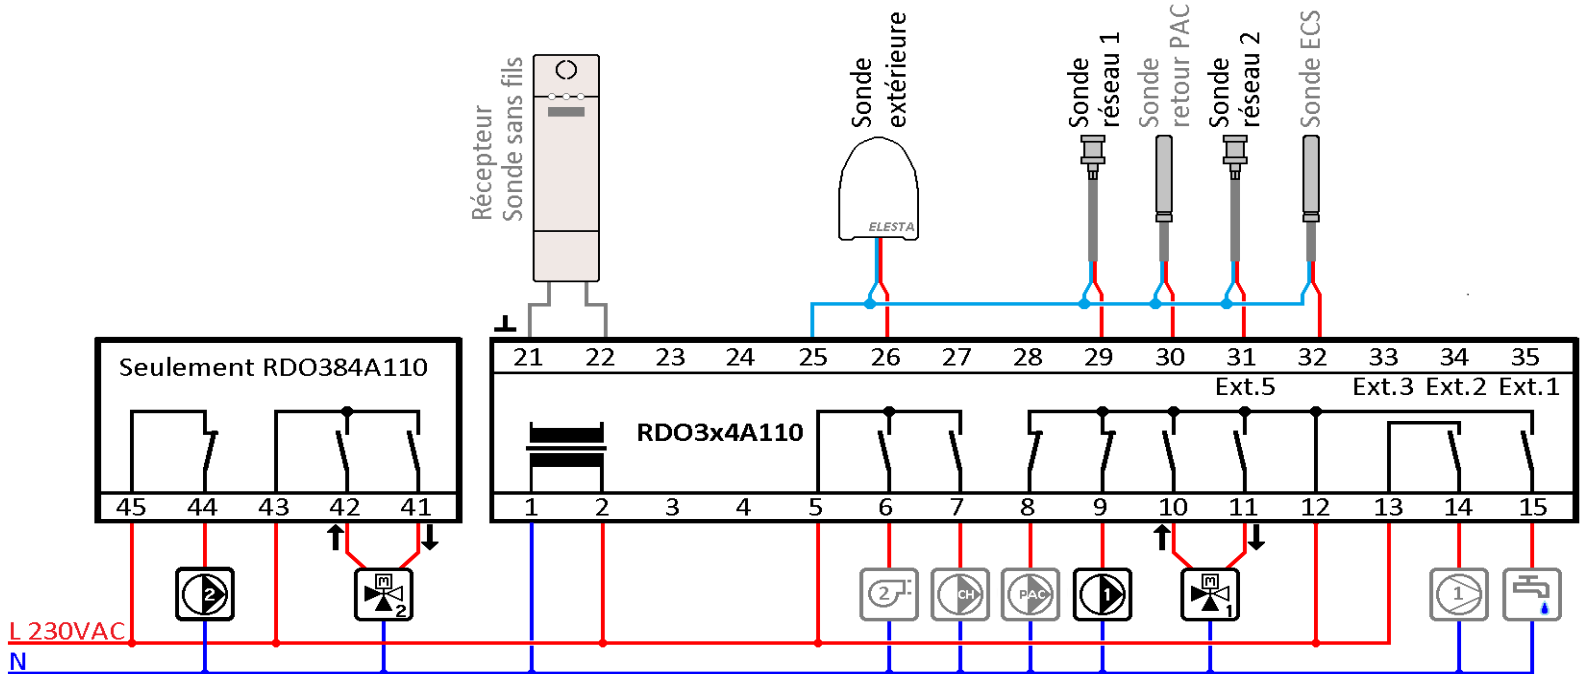 Récepteur
Sonde sans fils
Sonde
extérieure
Sonde
réseau 1
Sonde
retour PAC
Sonde
réseau 2
Sonde ECS
ELESTA
21 22 23 24 25 26 27 28 29 30 31 32 33 34 35
Seulement RDO384A110
Ext.5 Ext.3 Ext.2 Ext.1
RDO3x4A110
45 44 43 42 41 1 2 3 4 5 6 7 8 9 10 11 12 13 14 15
2 M 2 2 CH PAC 1 M 1 1
L 230VAC
N